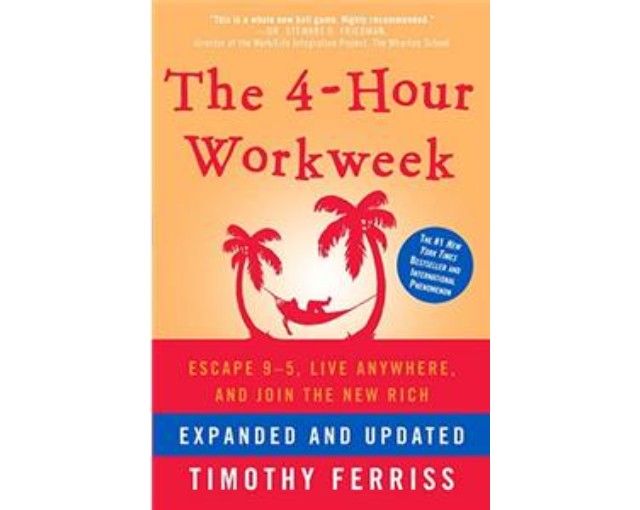 "This is a whole new ball game. Highly recommended."
—DR. STEWART D. FRIEDMAN,
director of the Work/Life Integration Project, The Wharton School
The 4-Hour
Workweek
THE #1 NEW
YORK TIMES
BESTSELLER AND
INTERNATIONAL
PHENOMENON
ESCAPE 9–5, LIVE ANYWHERE,
AND JOIN THE NEW RICH
EXPANDED AND UPDATED
TIMOTHY FERRISS